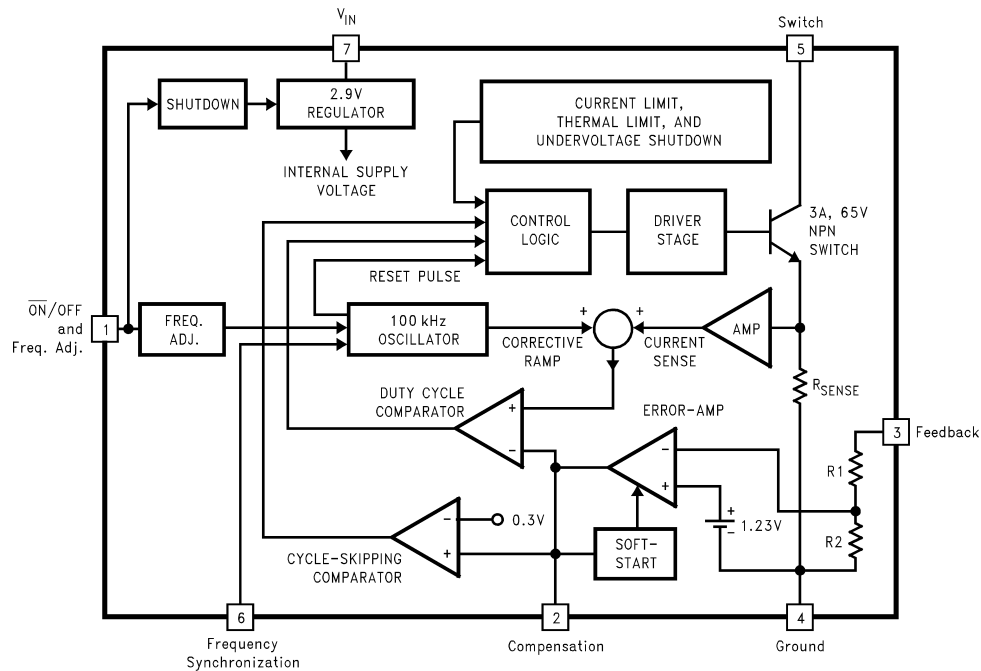 V_IN
Switch
7
5
SHUTDOWN
2.9V
REGULATOR
CURRENT LIMIT,
THERMAL LIMIT, AND
UNDERVOLTAGE SHUTDOWN
INTERNAL SUPPLY
VOLTAGE
CONTROL
LOGIC
DRIVER
STAGE
3A, 65V
NPN
SWITCH
RESET PULSE
O̅N̅/OFF
and
Freq. Adj.
1
FREQ.
ADJ.
100 kHz
OSCILLATOR
+
+
CORRECTIVE
RAMP
CURRENT
SENSE
AMP
R_SENSE
DUTY CYCLE
COMPARATOR
+
−
ERROR-AMP
−
+
3
Feedback
R1
+
−
1.23V
R2
−
+
0.3V
CYCLE-SKIPPING
COMPARATOR
SOFT-
START
6
2
4
Frequency
Synchronization
Compensation
Ground